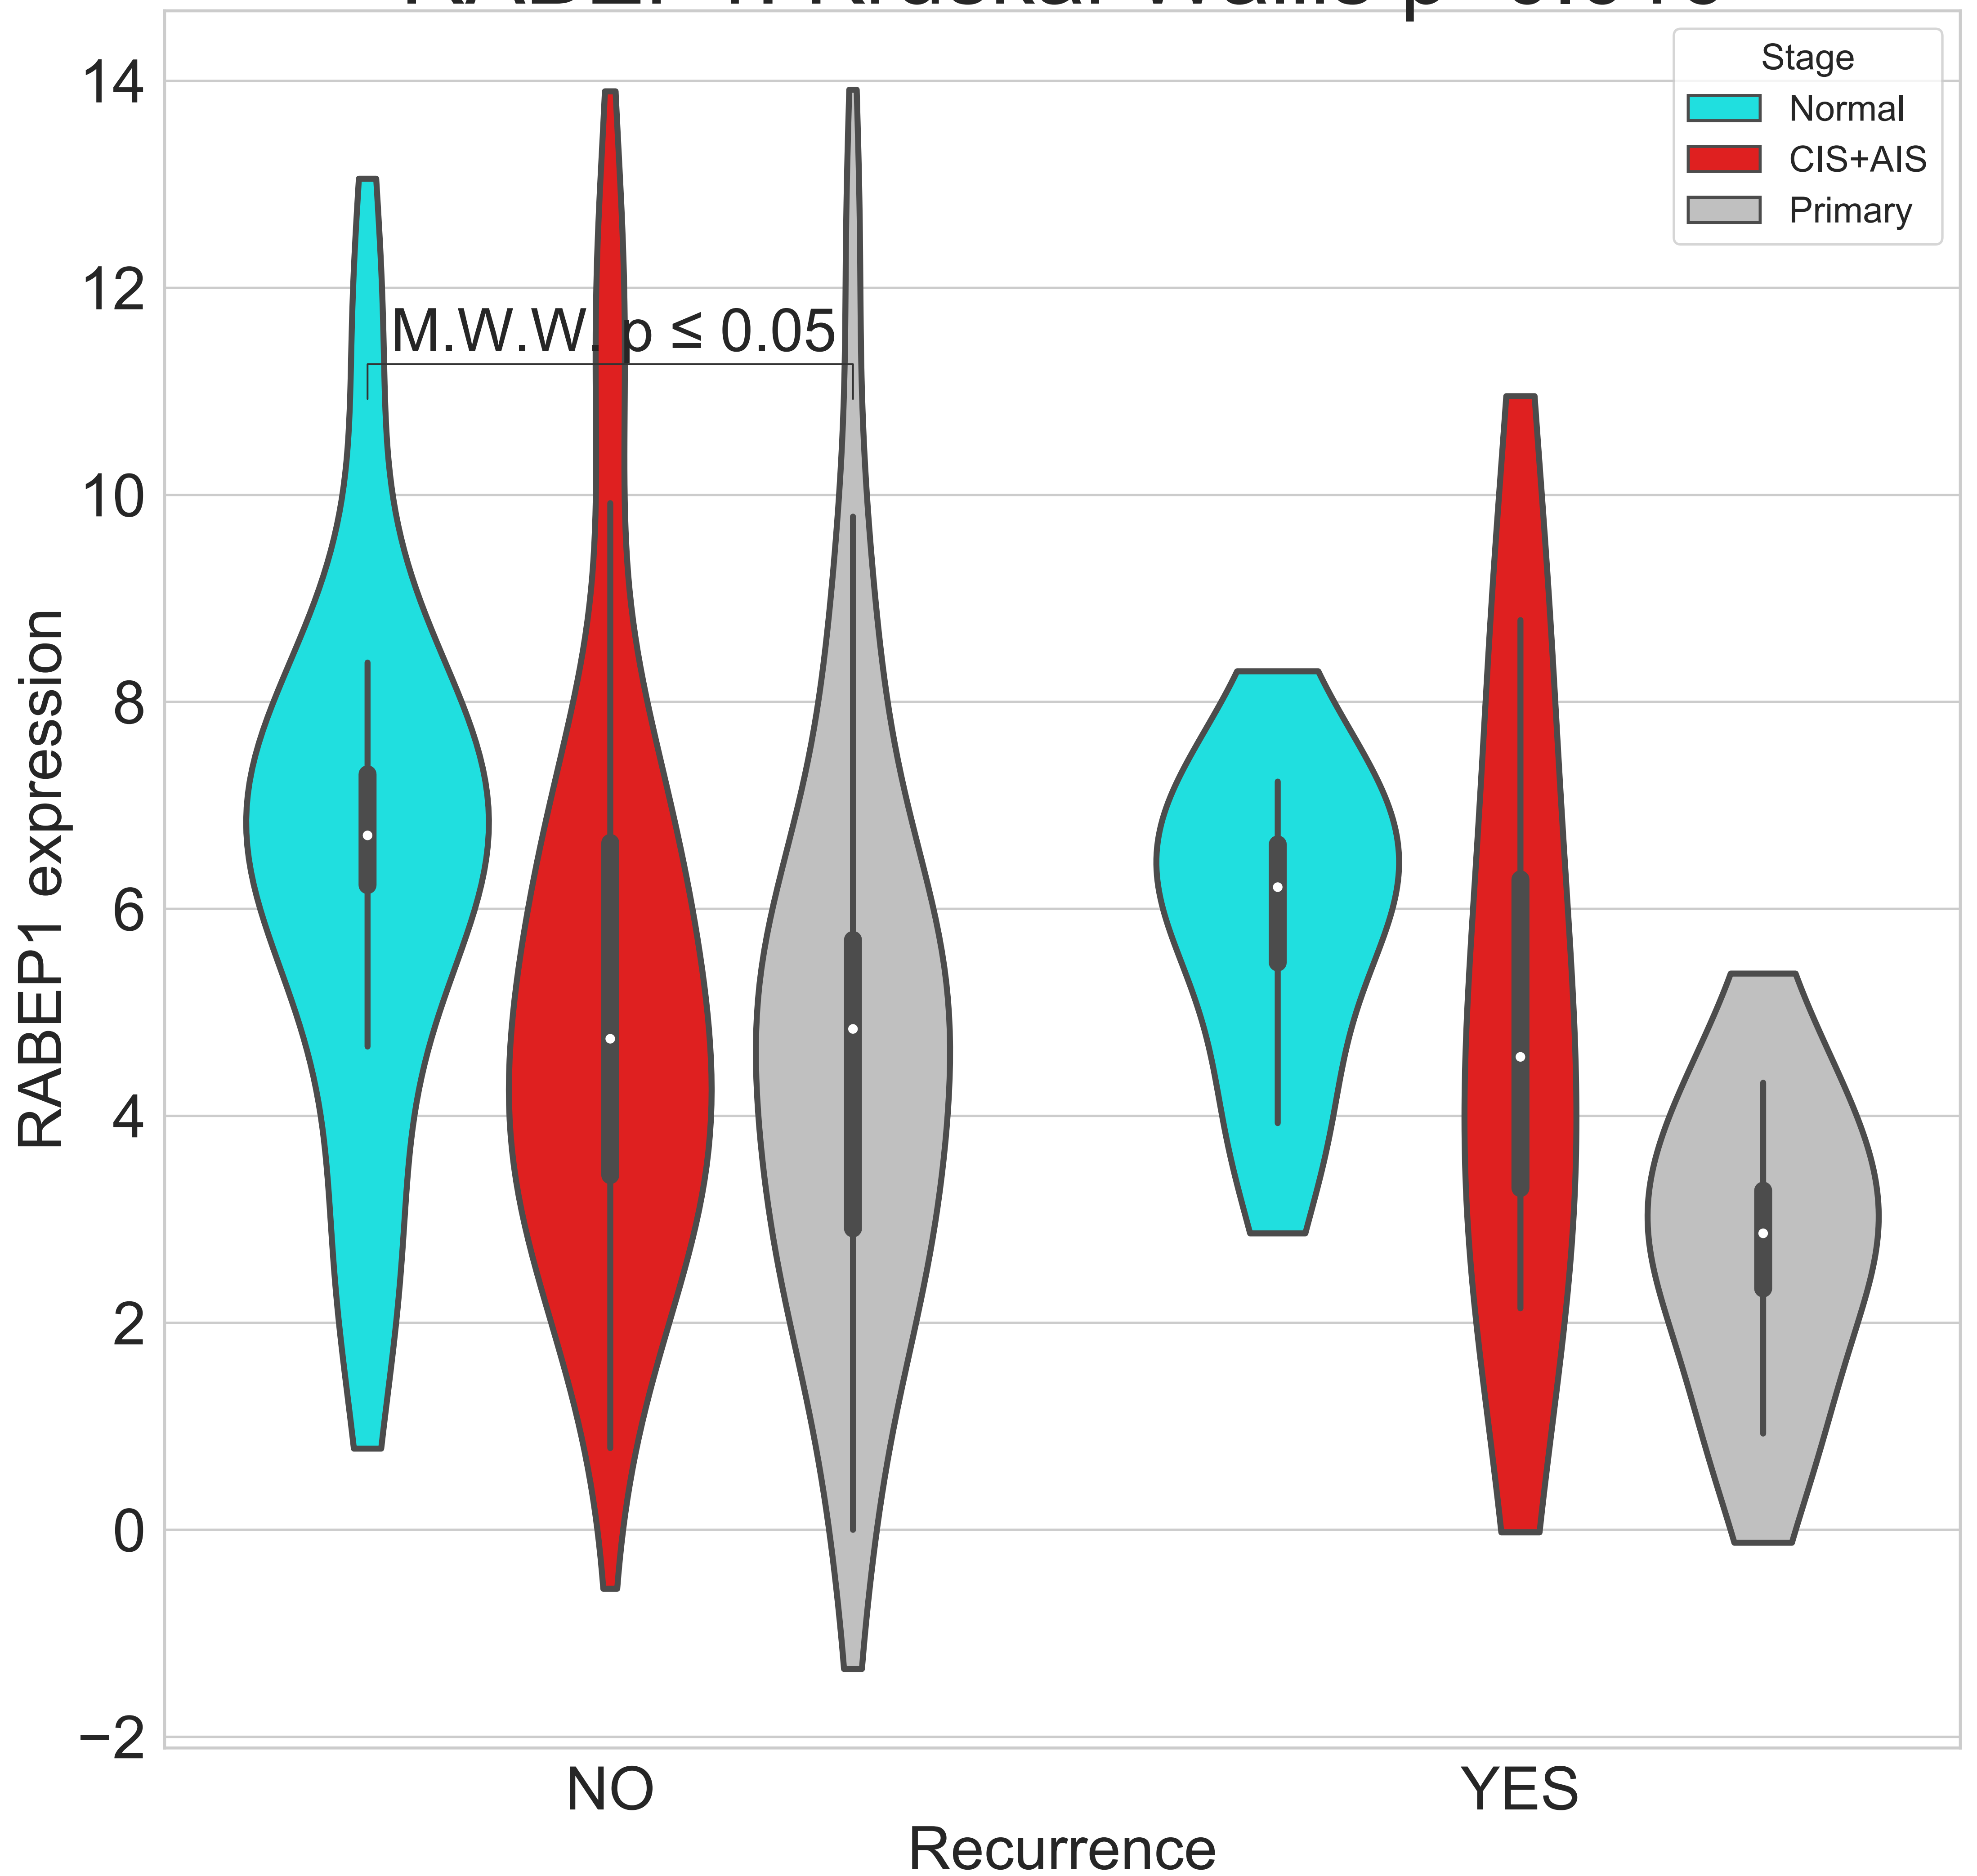 Stage
Normal
CIS+AIS
Primary
M.W.W. p ≤ 0.05
14
12
10
8
6
4
2
0
−2
RABEP1 expression
NO
YES
Recurrence